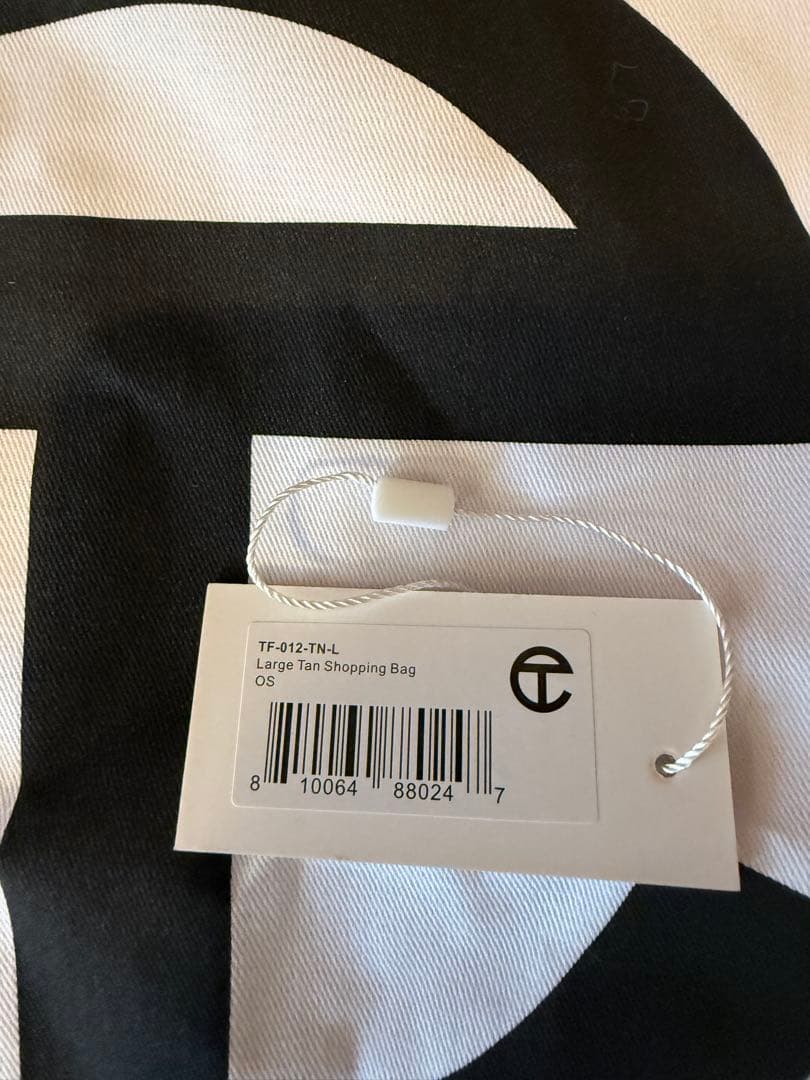 TF-012-TN-L
Large Tan Shopping Bag
OS
8 10064 88024 7